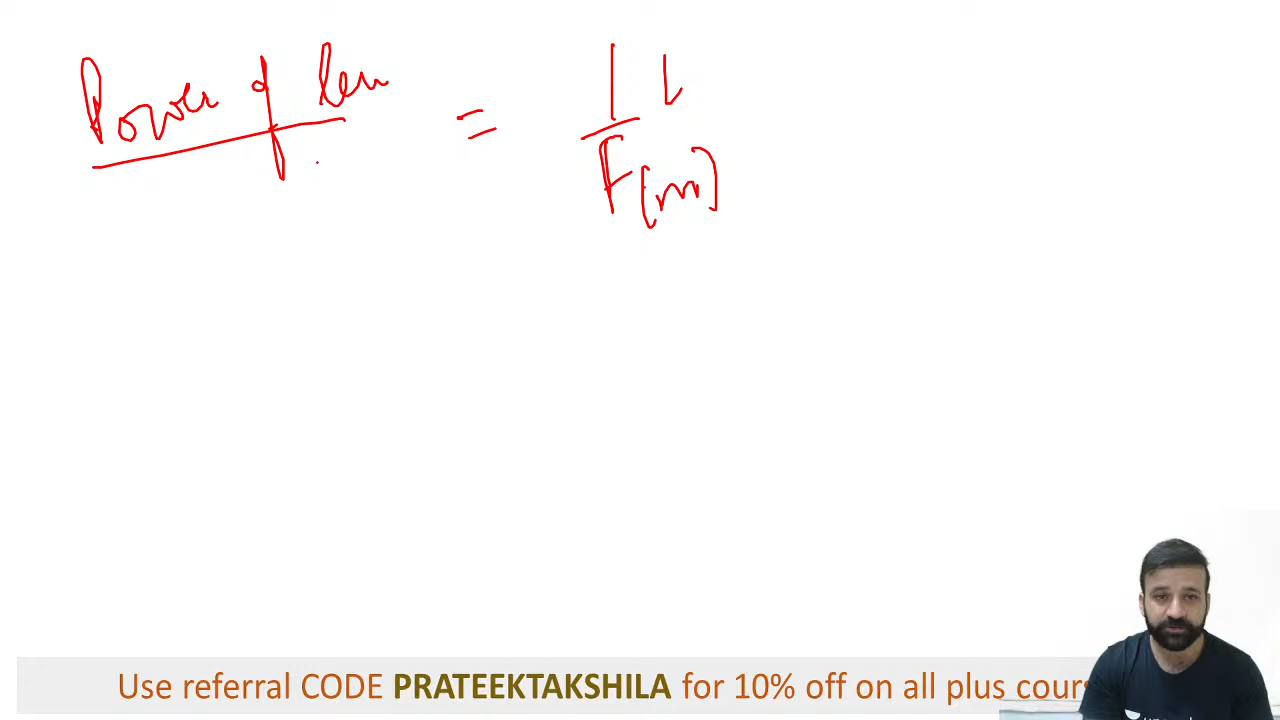 Power of len = 1
F(m)
Use referral CODE PRATEEKTAKSHILA for 10% off on all plus cours